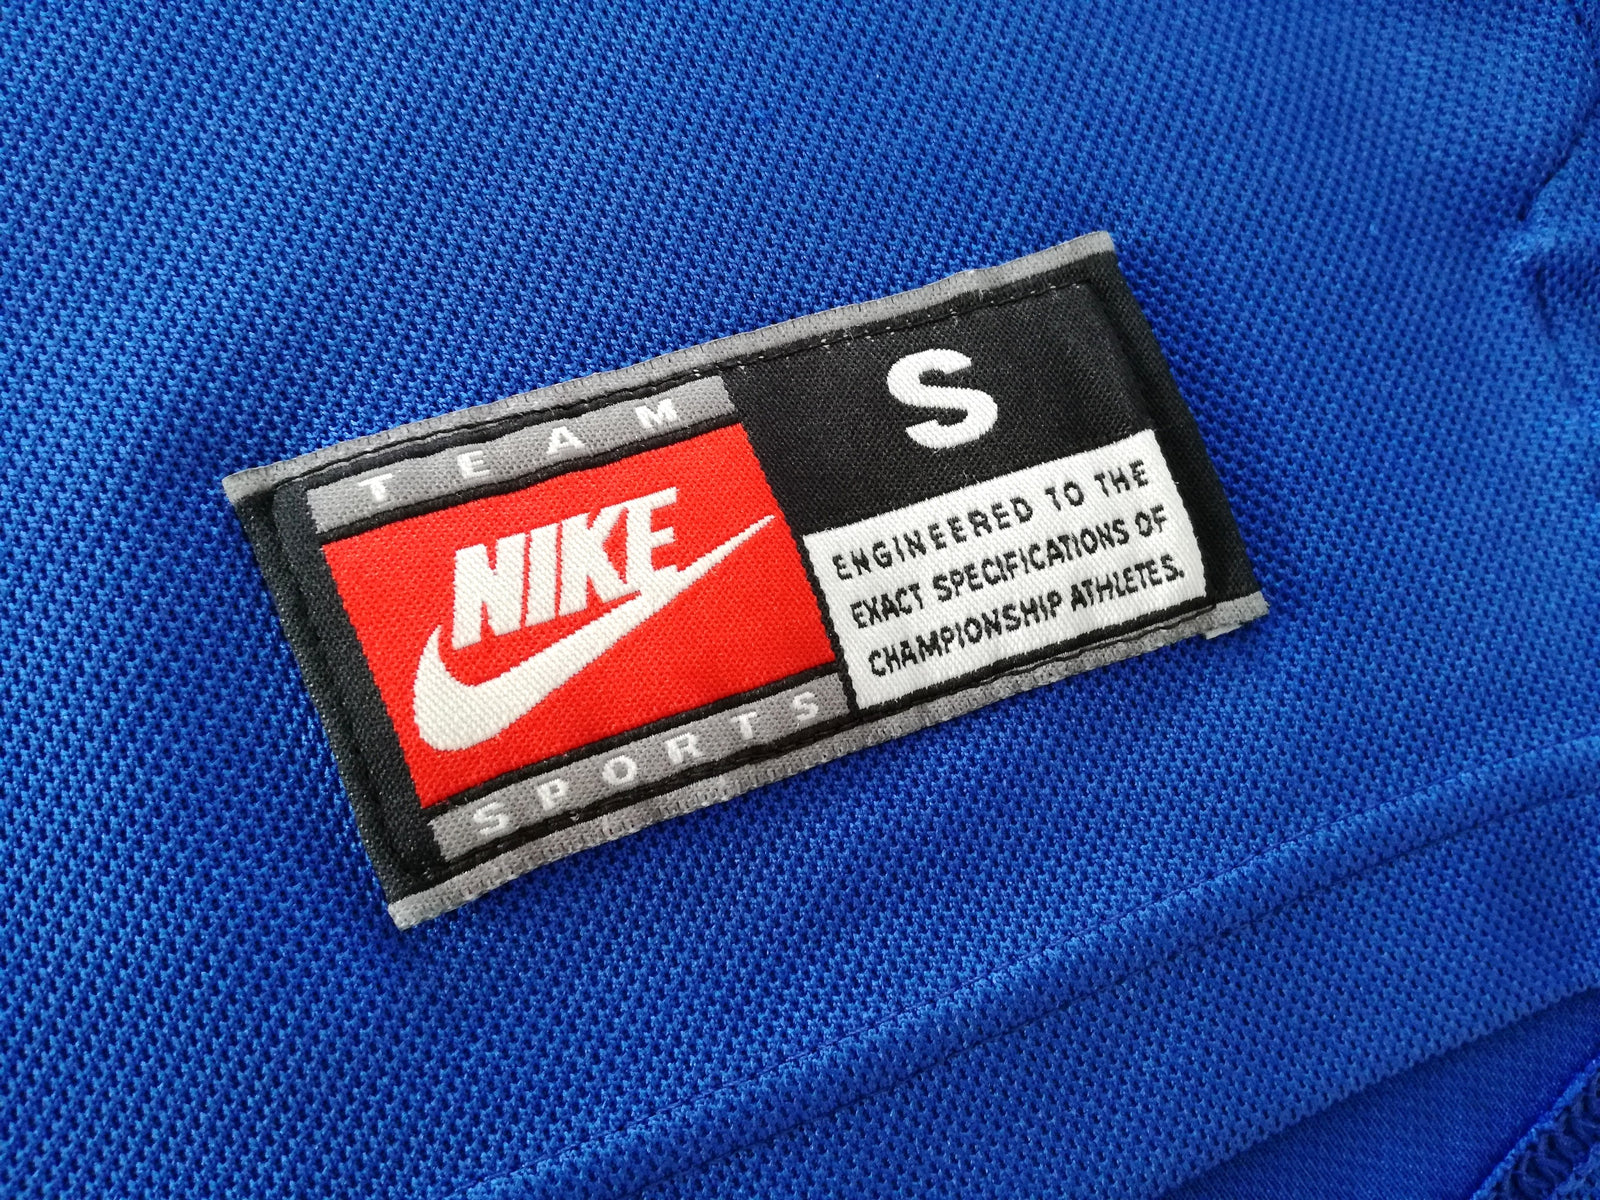 TEAM
NIKE
SPORTS
S
ENGINEERED TO THE
EXACT SPECIFICATIONS OF
CHAMPIONSHIP ATHLETES.